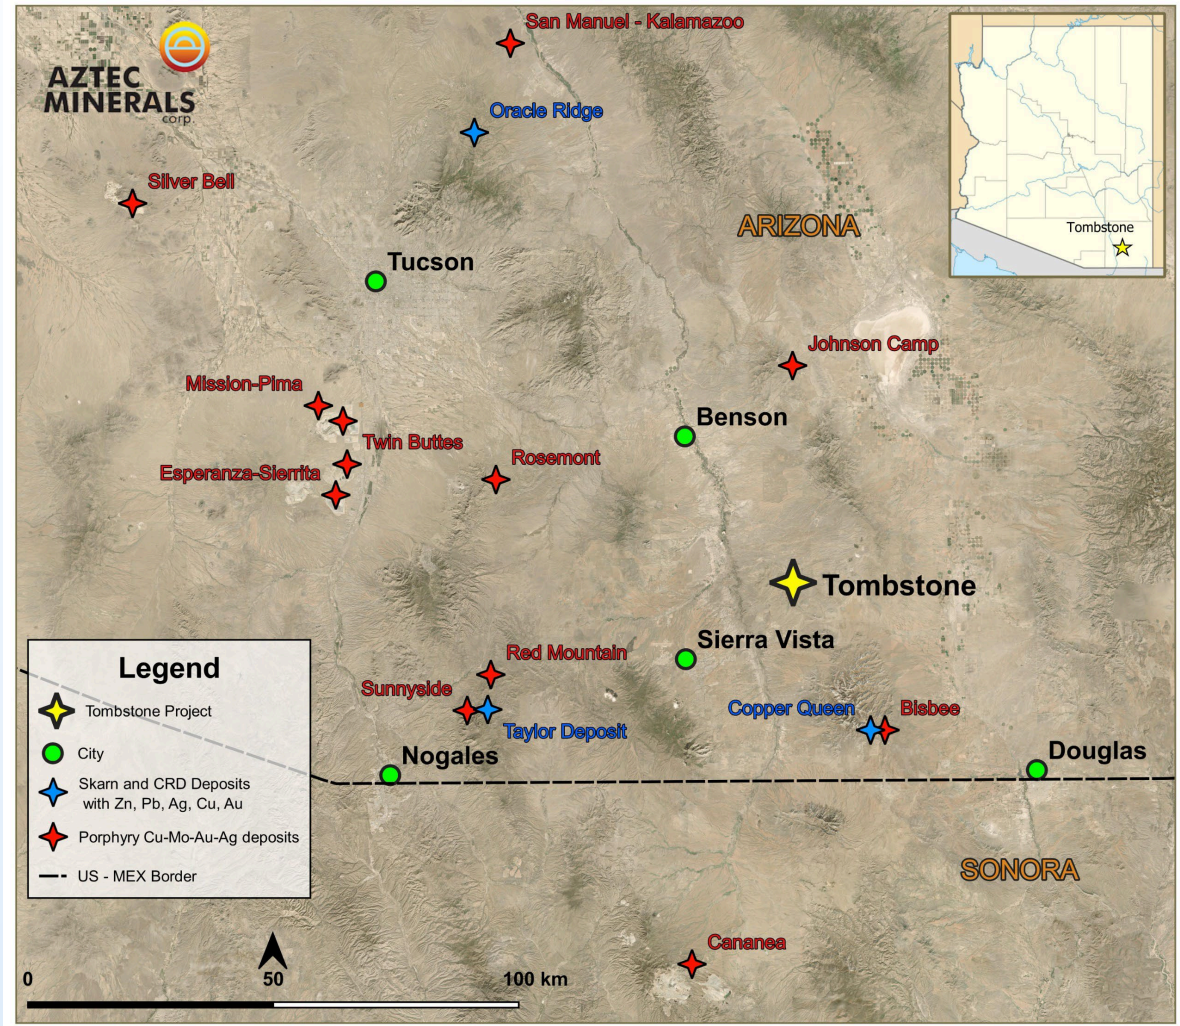 San Manuel - Kalamazoo
AZTEC
MINERALS
corp.
Oracle Ridge
Silver Bell
ARIZONA
Tombstone
Tucson
Johnson Camp
Mission-Pima
Benson
Twin Buttes
Rosemont
Esperanza-Sierrita
Tombstone
Sierra Vista
Red Mountain
Sunnyside
Copper Queen
Bisbee
Taylor Deposit
Nogales
Douglas
Legend
Tombstone Project
City
Skarn and CRD Deposits
with Zn, Pb, Ag, Cu, Au
Porphyry Cu-Mo-Au-Ag deposits
US - MEX Border
SONORA
Cananea
0 50 100 km